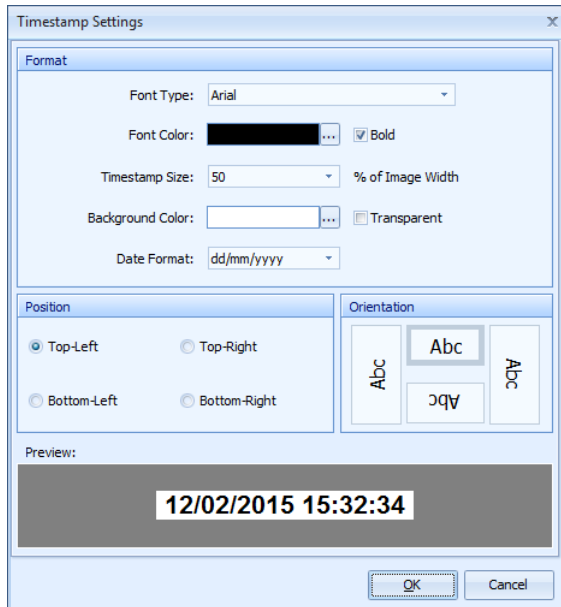 Timestamp Settings
Format
Font Type: Arial
Font Color: ... Bold
Timestamp Size: 50 % of Image Width
Background Color: ... Transparent
Date Format: dd/mm/yyyy
Position
Top-Left Top-Right
Bottom-Left Bottom-Right
Orientation
Abc
Abc
Abc
Abc
Preview:
12/02/2015 15:32:34
OK Cancel